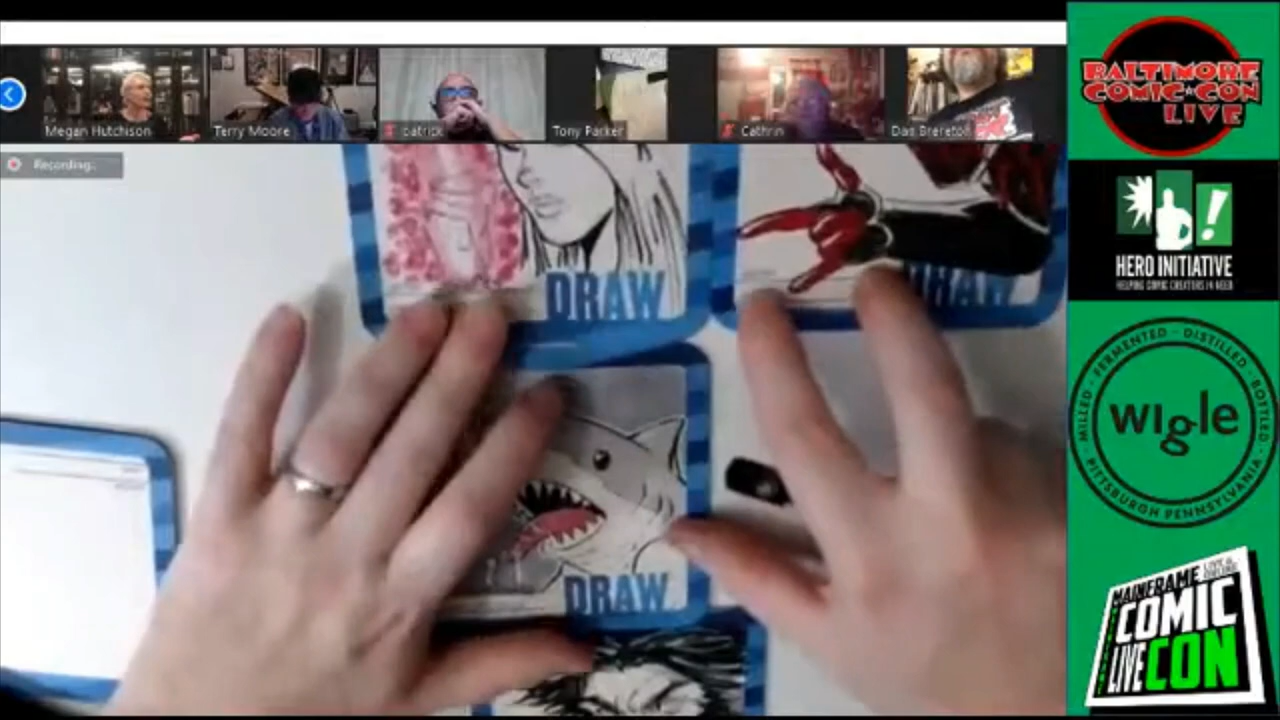 Megan Hutchison
Terry Moore
patrick
Tony Parker
Cathrin
Dan Brereton
Recording...
DRAW
DRAW
DRAW
BALTIMORE
COMIC-CON
LIVE
HERO INITIATIVE
HELPING COMIC CREATORS IN NEED
MILLED - FERMENTED - DISTILLED - BOTTLED
wigle
PITTSBURGH PENNSYLVANIA
MAINFRAME
COMIC
LIVE CON